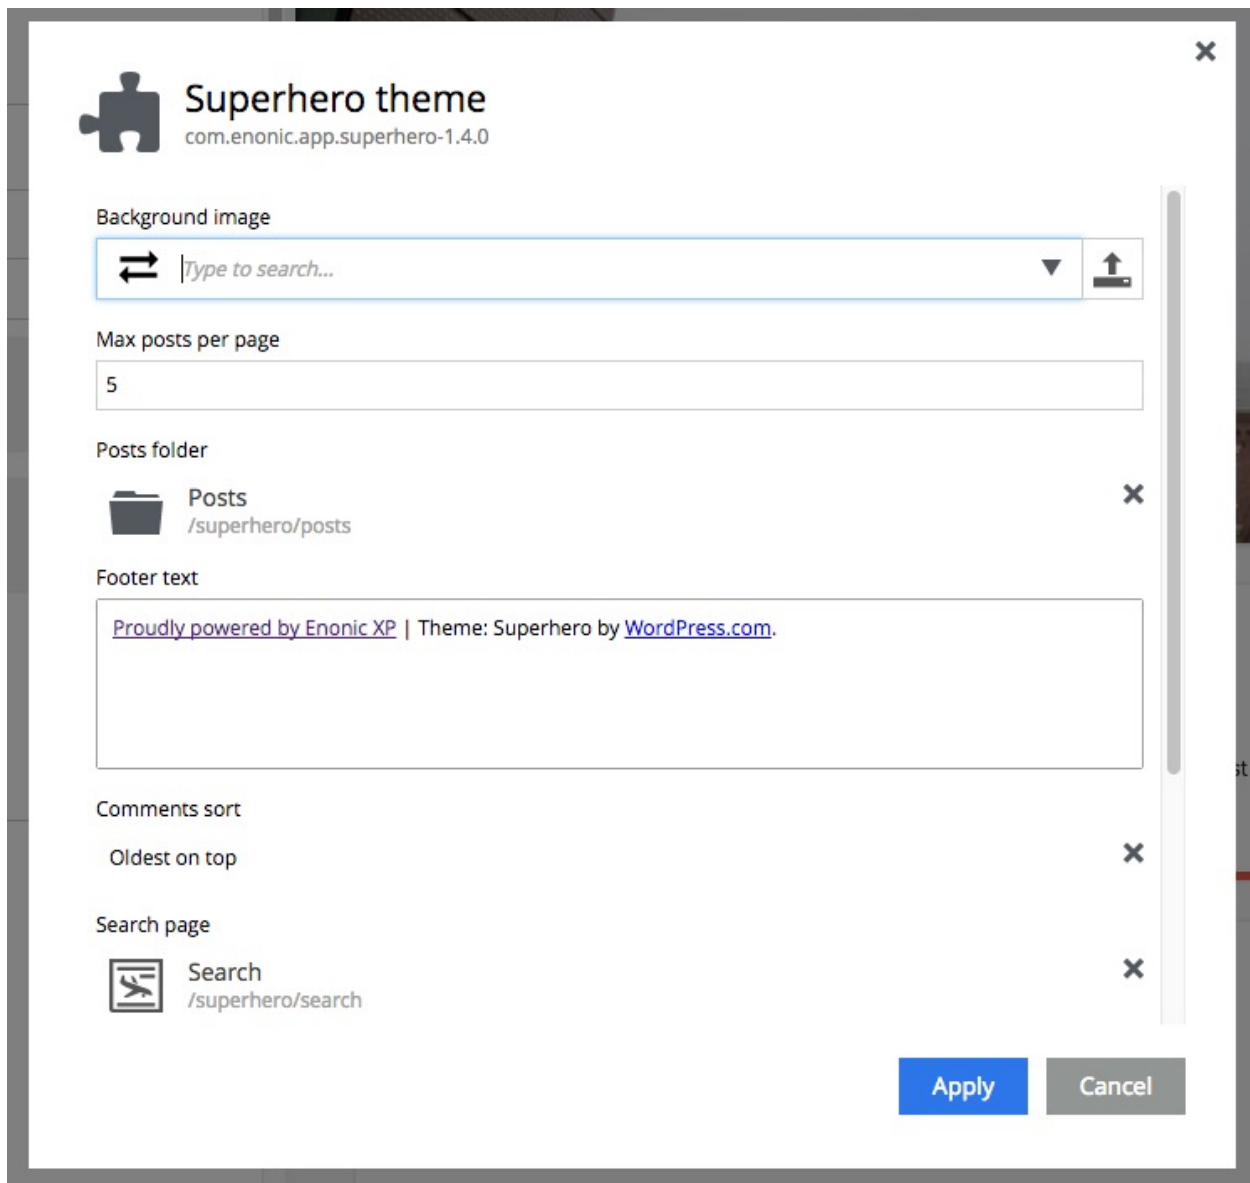 Superhero theme
com.enonic.app.superhero-1.4.0
Background image
Type to search...
Max posts per page
5
Posts folder
Posts
/superhero/posts
Footer text
Proudly powered by Enonic XP | Theme: Superhero by WordPress.com.
st
Comments sort
Oldest on top
Search page
Search
/superhero/search
Apply Cancel